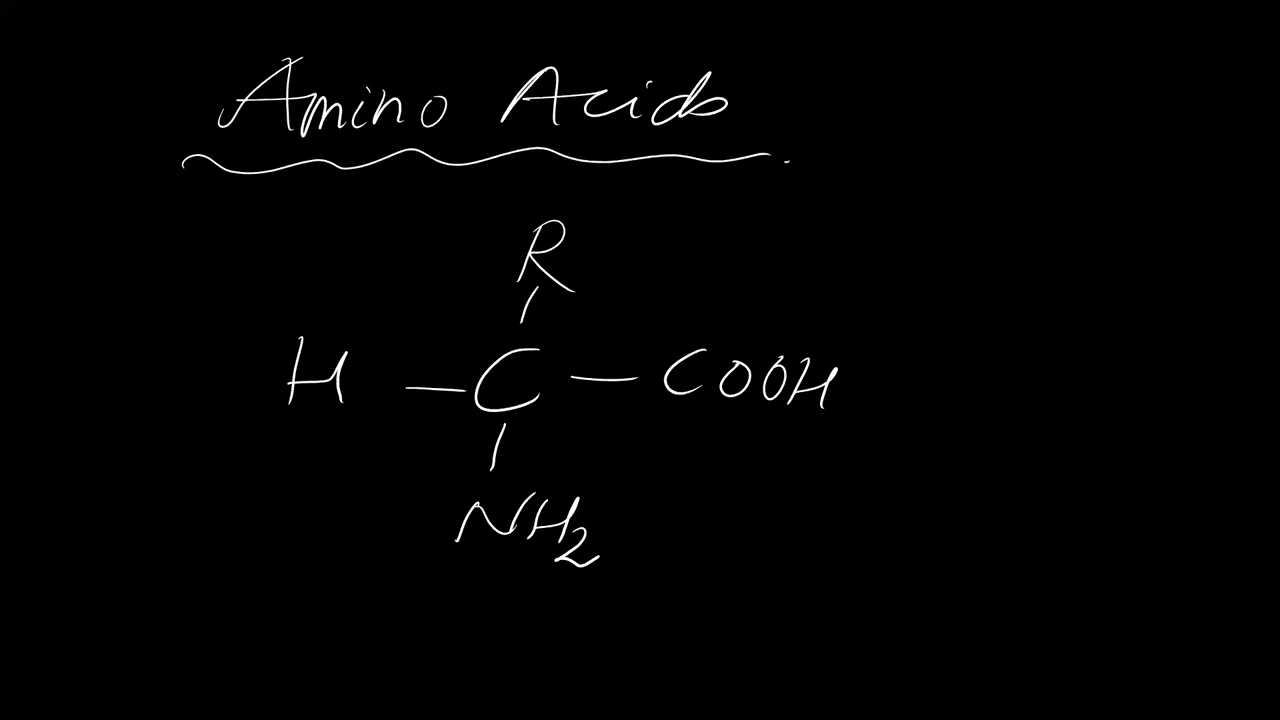 Amino Acids
R
H – C – COOH
NH2